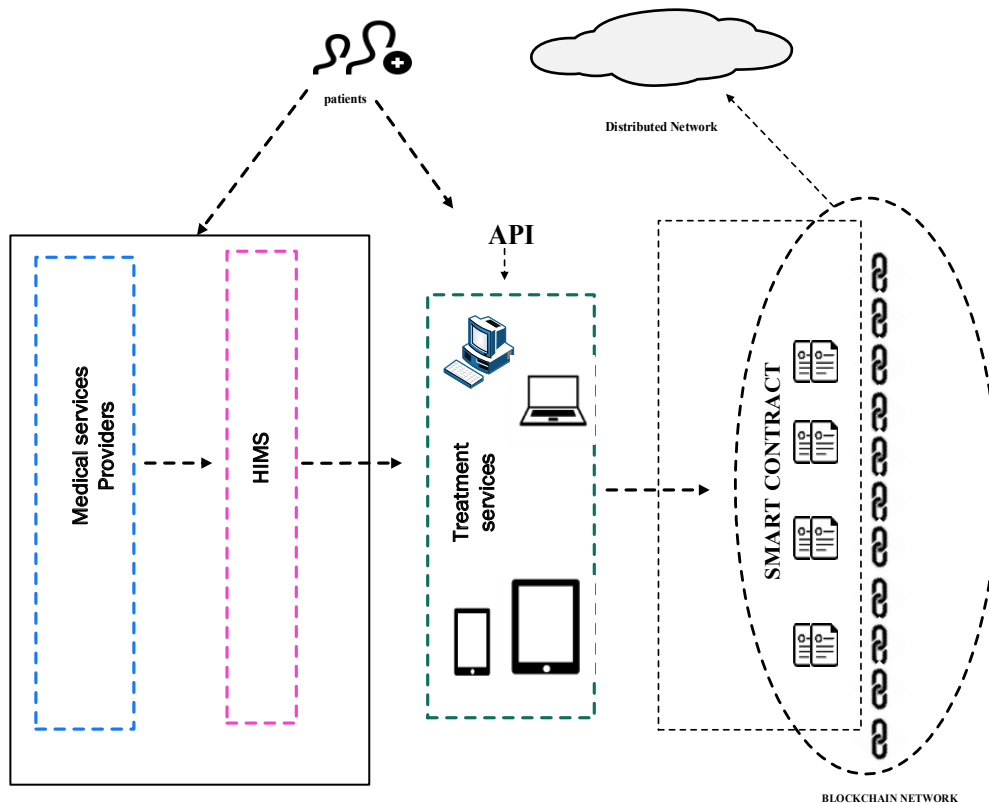 patients
Distributed Network
API
Medical services
Providers
HIMS
Treatment
services
SMART CONTRACT
BLOCKCHAIN NETWORK